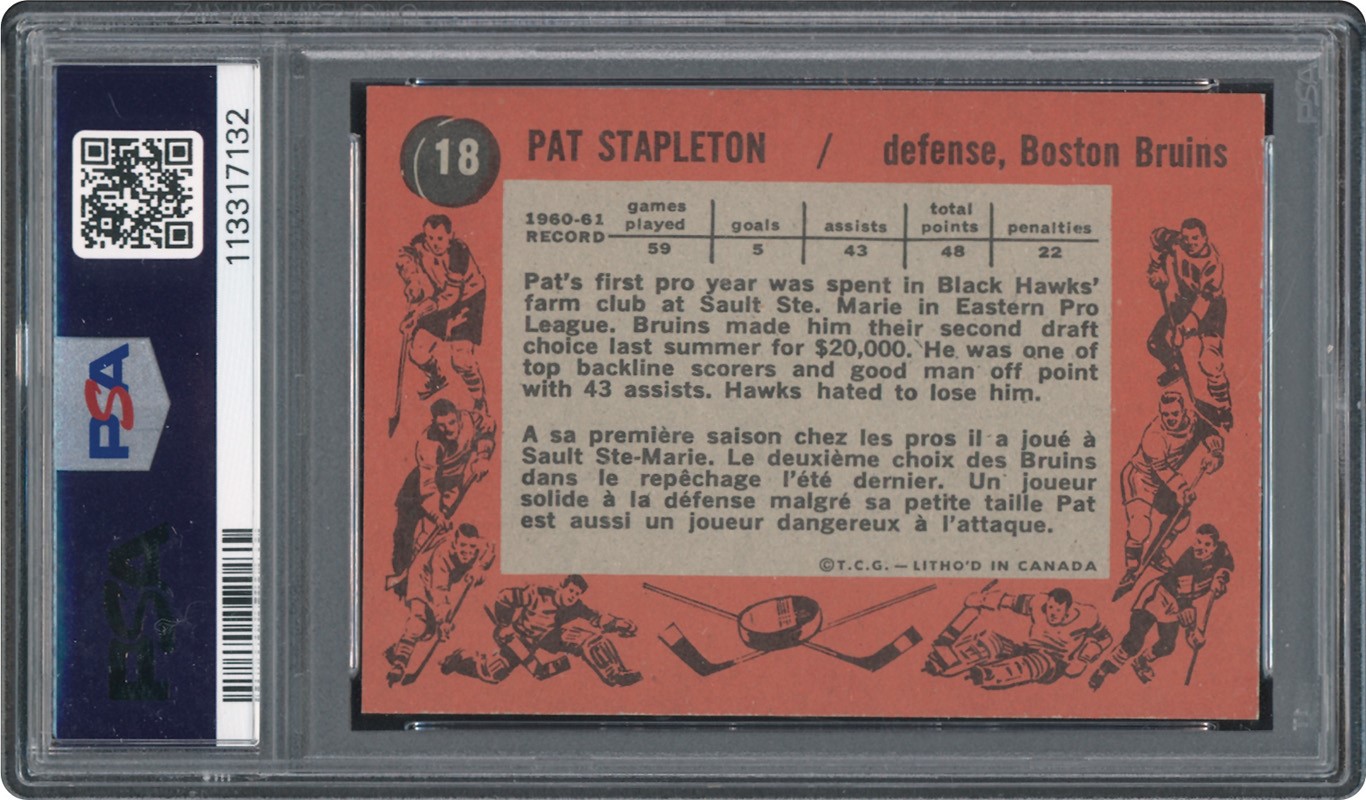 113317132
PSA
PSA
18
PAT STAPLETON / defense, Boston Bruins
1960-61 RECORD
games played goals assists total points penalties
59 5 43 48 22
Pat's first pro year was spent in Black Hawks'
farm club at Sault Ste. Marie in Eastern Pro
League. Bruins made him their second draft
choice last summer for $20,000. He was one of
top backline scorers and good man off point
with 43 assists. Hawks hated to lose him.
A sa première saison chez les pros il a joué à
Sault Ste-Marie. Le deuxième choix des Bruins
dans le repêchage l'été dernier. Un joueur
solide à la défense malgré sa petite taille Pat
est aussi un joueur dangereux à l'attaque.
©T.C.G. — LITHO'D IN CANADA
PSA